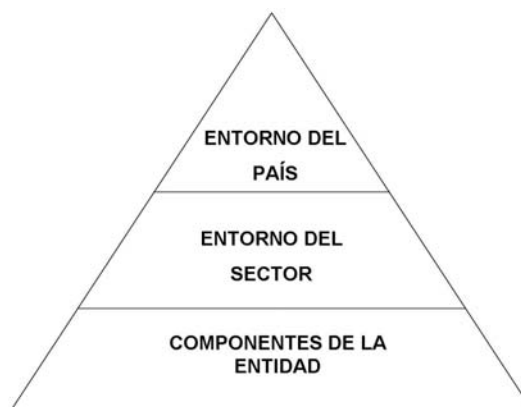 ENTORNO DEL
PAÍS
ENTORNO DEL
SECTOR
COMPONENTES DE LA
ENTIDAD